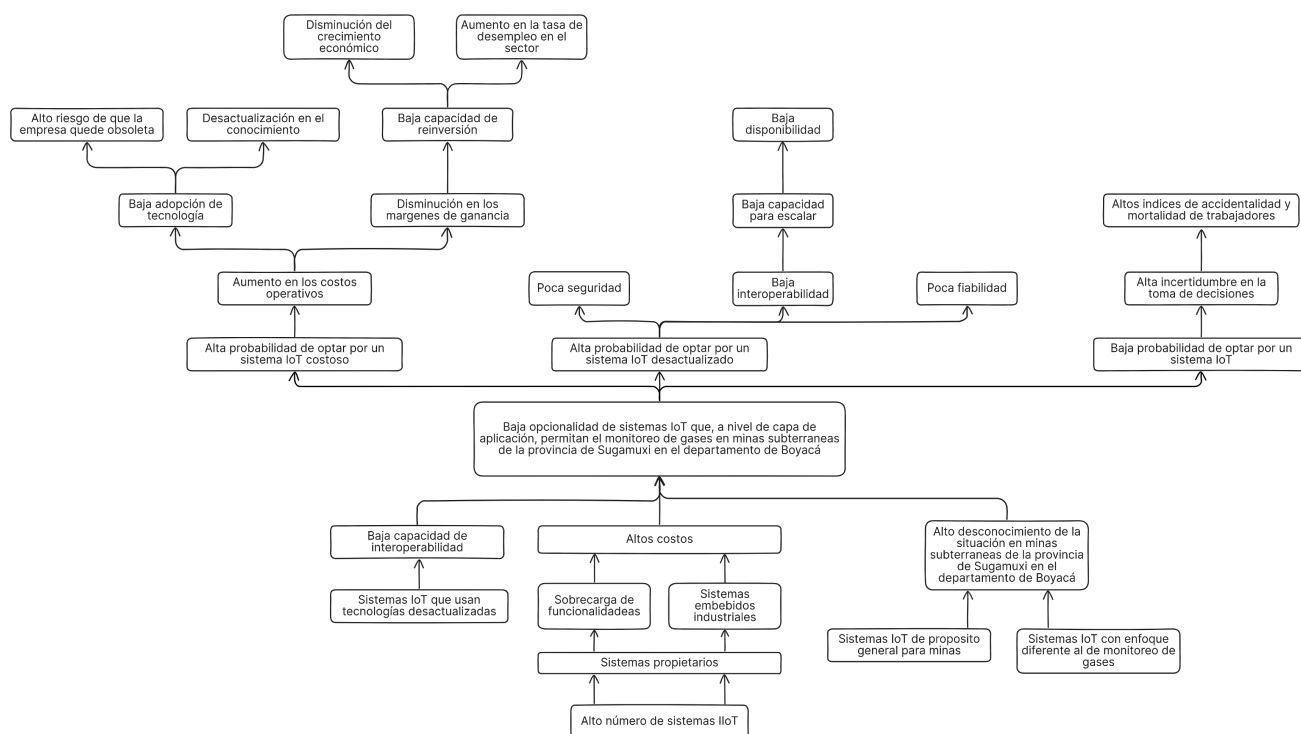 Disminución del
crecimiento
económico
Aumento en la tasa de
desempleo en el
sector
Alto riesgo de que la
empresa quede obsoleta
Desactualización en el
conocimiento
Baja capacidad de
reinversión
Baja
disponibilidad
Baja adopción de
tecnología
Disminución en los
margenes de ganancia
Baja capacidad
para escalar
Altos indices de accidentalidad y
mortalidad de trabajadores
Aumento en los costos
operativos
Poca seguridad
Baja
interoperabilidad
Poca fiabilidad
Alta incertidumbre en la
toma de decisiones
Alta probabilidad de optar por un
sistema IoT costoso
Alta probabilidad de optar por un
sistema IoT desactualizado
Baja probabilidad de optar por un
sistema IoT
Baja opcionalidad de sistemas IoT que, a nivel de capa de
aplicación, permitan el monitoreo de gases en minas subterraneas
de la provincia de Sugamuxi en el departamento de Boyacá
Baja capacidad de
interoperabilidad
Altos costos
Alto desconocimiento de la
situación en minas
subterraneas de la provincia
de Sugamuxi en el
departamento de Boyacá
Sistemas IoT que usan
tecnologías desactualizadas
Sobrecarga de
funcionalidadeas
Sistemas
embebidos
industriales
Sistemas IoT de proposito
general para minas
Sistemas IoT con enfoque
diferente al de monitoreo de
gases
Sistemas propietarios
Alto número de sistemas IIoT